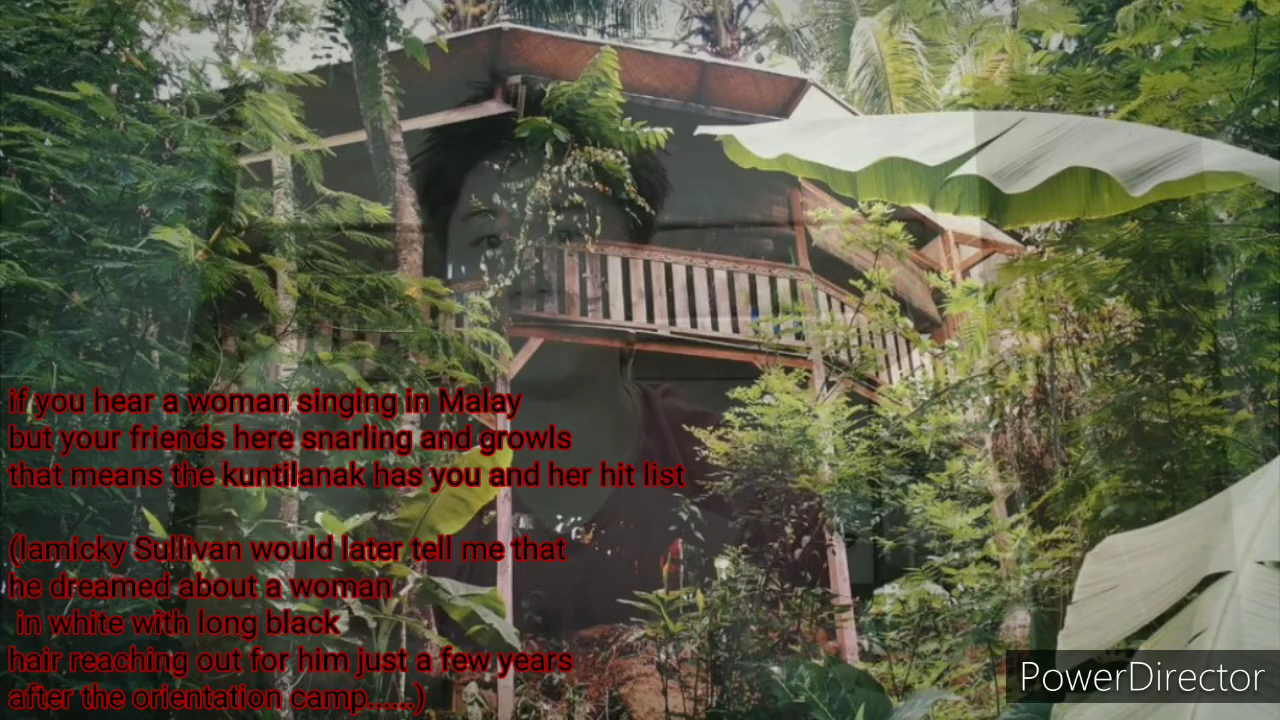 if you hear a woman singing in Malay
but your friends here snarling and growls
that means the kuntilanak has you and her hit list
(Iamicky Sullivan would later tell me that
he dreamed about a woman
in white with long black
hair reaching out for him just a few years
after the orientation camp......)
PowerDirector